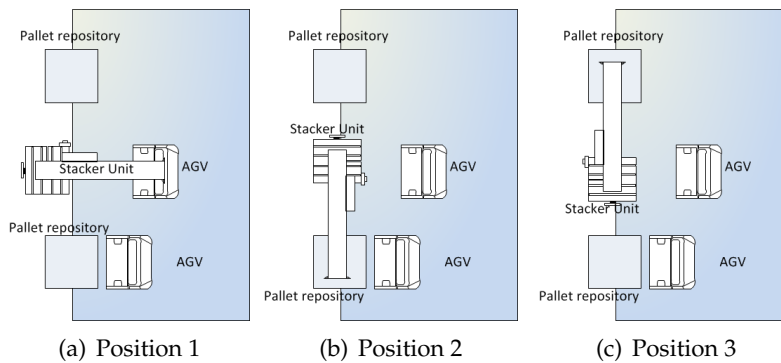 Pallet repository
Stacker Unit
AGV
Pallet repository
AGV
(a) Position 1
Pallet repository
Stacker Unit
AGV
AGV
Pallet repository
(b) Position 2
Pallet repository
AGV
Stacker Unit
AGV
Pallet repository
(c) Position 3